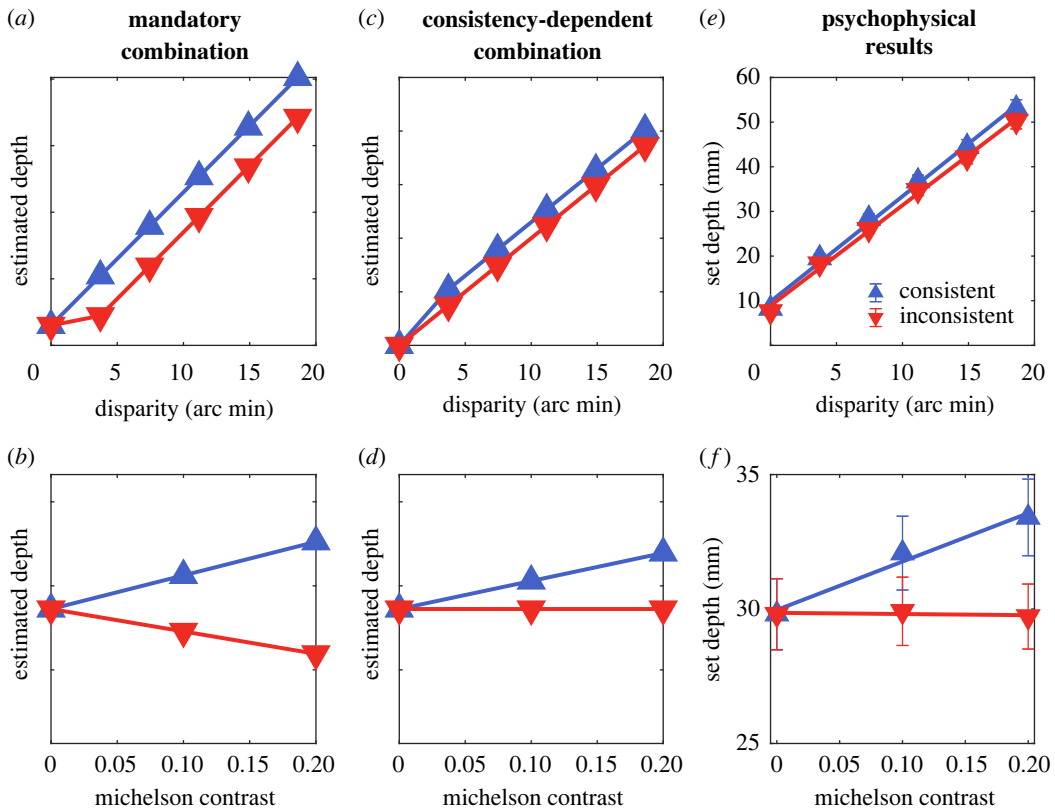 (a)
mandatory
combination
estimated depth
0
5
10
15
20
disparity (arc min)
(c)
consistency-dependent
combination
estimated depth
0
5
10
15
20
disparity (arc min)
(e)
psychophysical
results
set depth (mm)
60
50
40
30
20
10
consistent
inconsistent
0
5
10
15
20
disparity (arc min)
(b)
estimated depth
0
0.05
0.10
0.15
0.20
michelson contrast
(d)
estimated depth
0
0.05
0.10
0.15
0.20
michelson contrast
(f)
set depth (mm)
35
30
25
0
0.05
0.10
0.15
0.20
michelson contrast